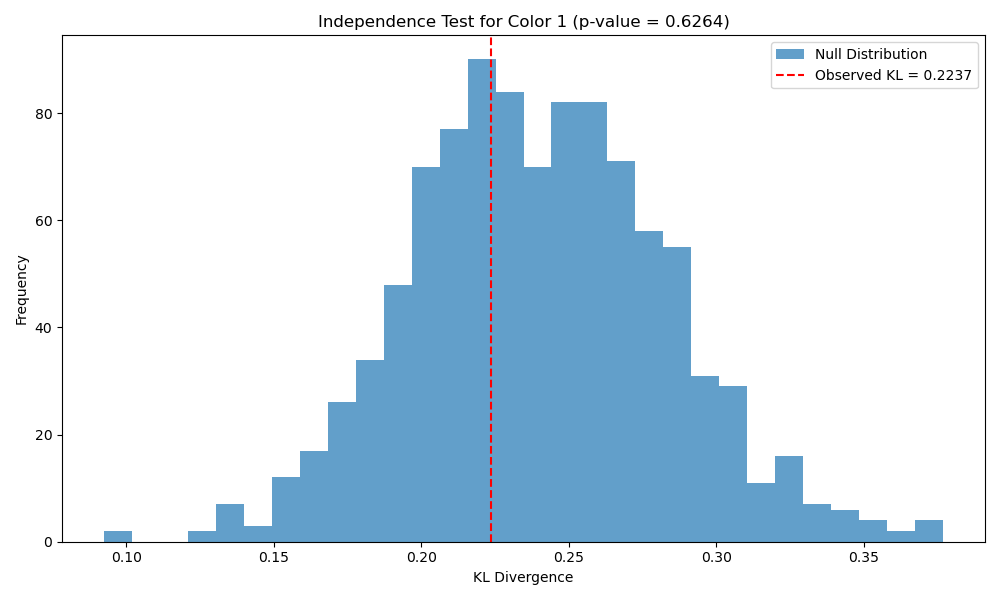 Independence Test for Color 1 (p-value = 0.6264)
Null Distribution
Observed KL = 0.2237
Frequency
80
60
40
20
0
0.10 0.15 0.20 0.25 0.30 0.35
KL Divergence